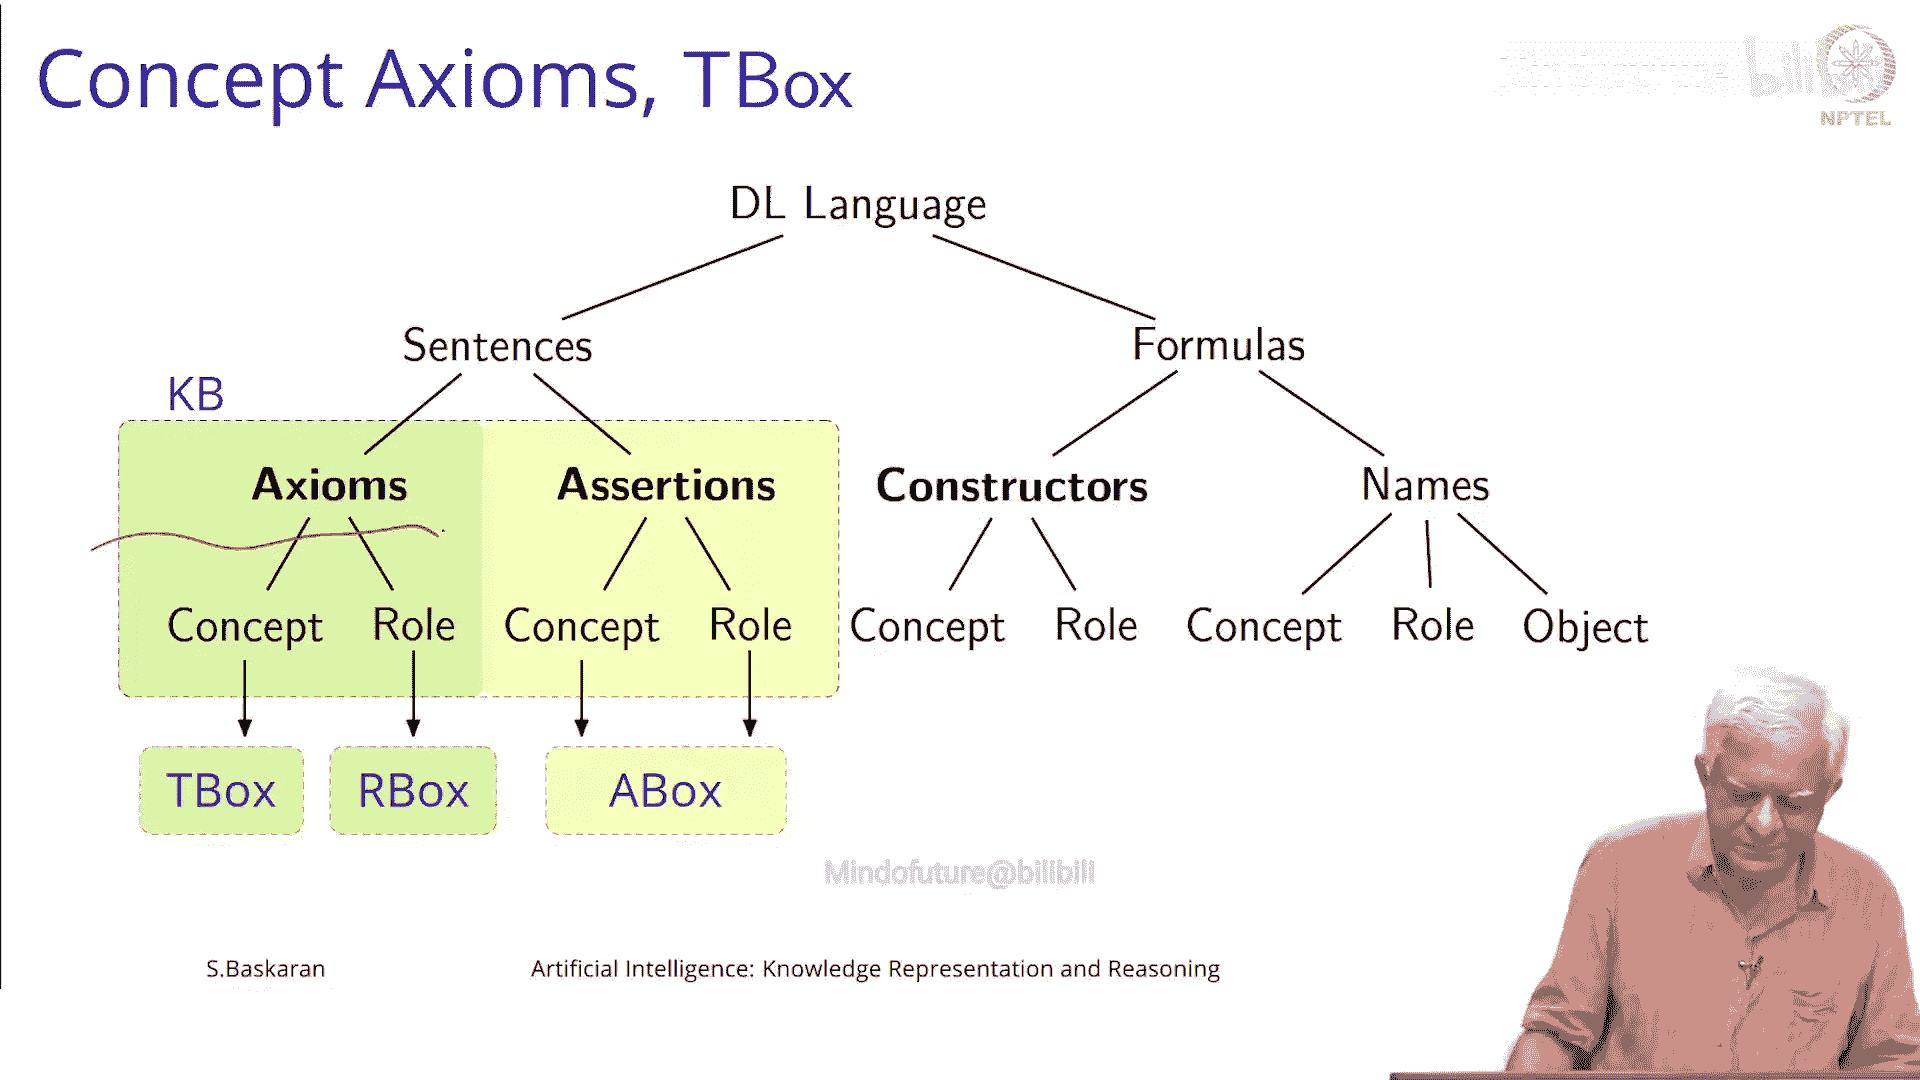 Concept Axioms, TBox
bili
NPTEL
DL Language
Sentences
Formulas
KB
Axioms
Assertions
Constructors
Names
Concept
Role
Concept
Role
Concept
Role
Concept
Role
Object
TBox
RBox
ABox
Mindofuture@bilibili
S.Baskaran
Artificial Intelligence: Knowledge Representation and Reasoning